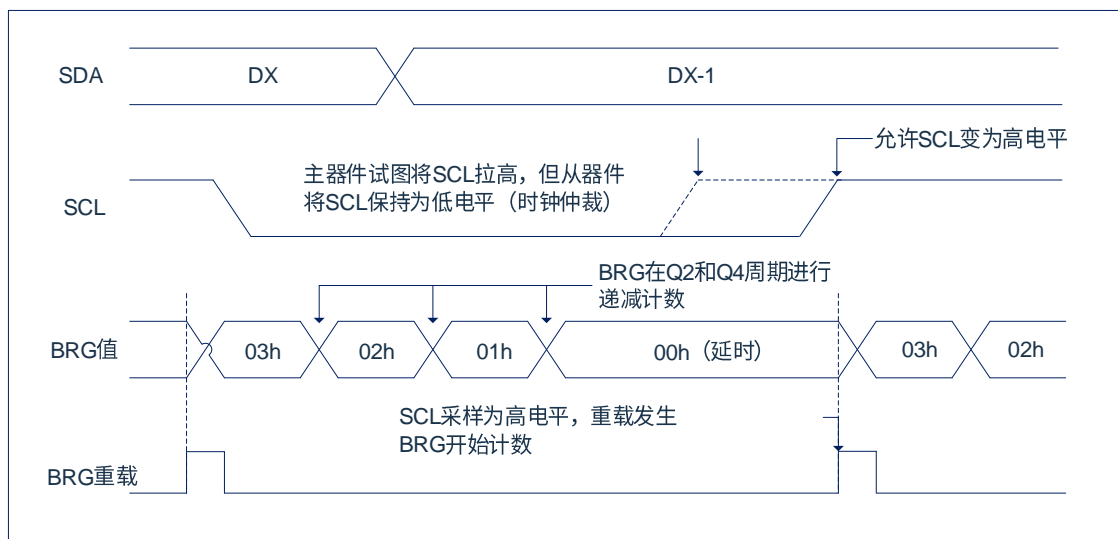 SDA
DX
DX-1
允许SCL变为高电平
主器件试图将SCL拉高，但从器件
将SCL保持为低电平（时钟仲裁）
SCL
BRG在Q2和Q4周期进行
递减计数
BRG值
03h
02h
01h
00h（延时）
03h
02h
SCL采样为高电平，重载发生
BRG开始计数
BRG重载